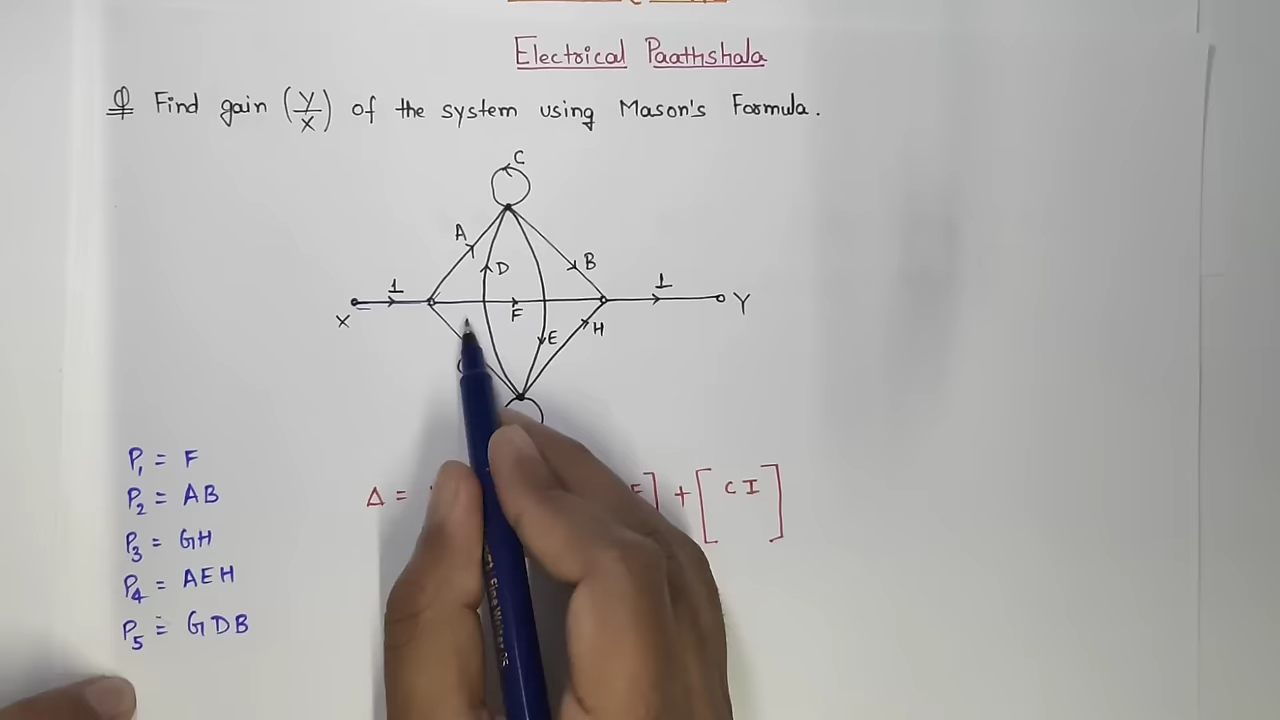 Electrical Paathshala
Q Find gain (Y/X) of the system using Mason's Formula.
C
A
D
B
1
1
X
F
Y
H
E
P1 = F
P2 = AB
P3 = GH
P4 = AEH
P5 = GDB
Δ =
] + [ CI ]